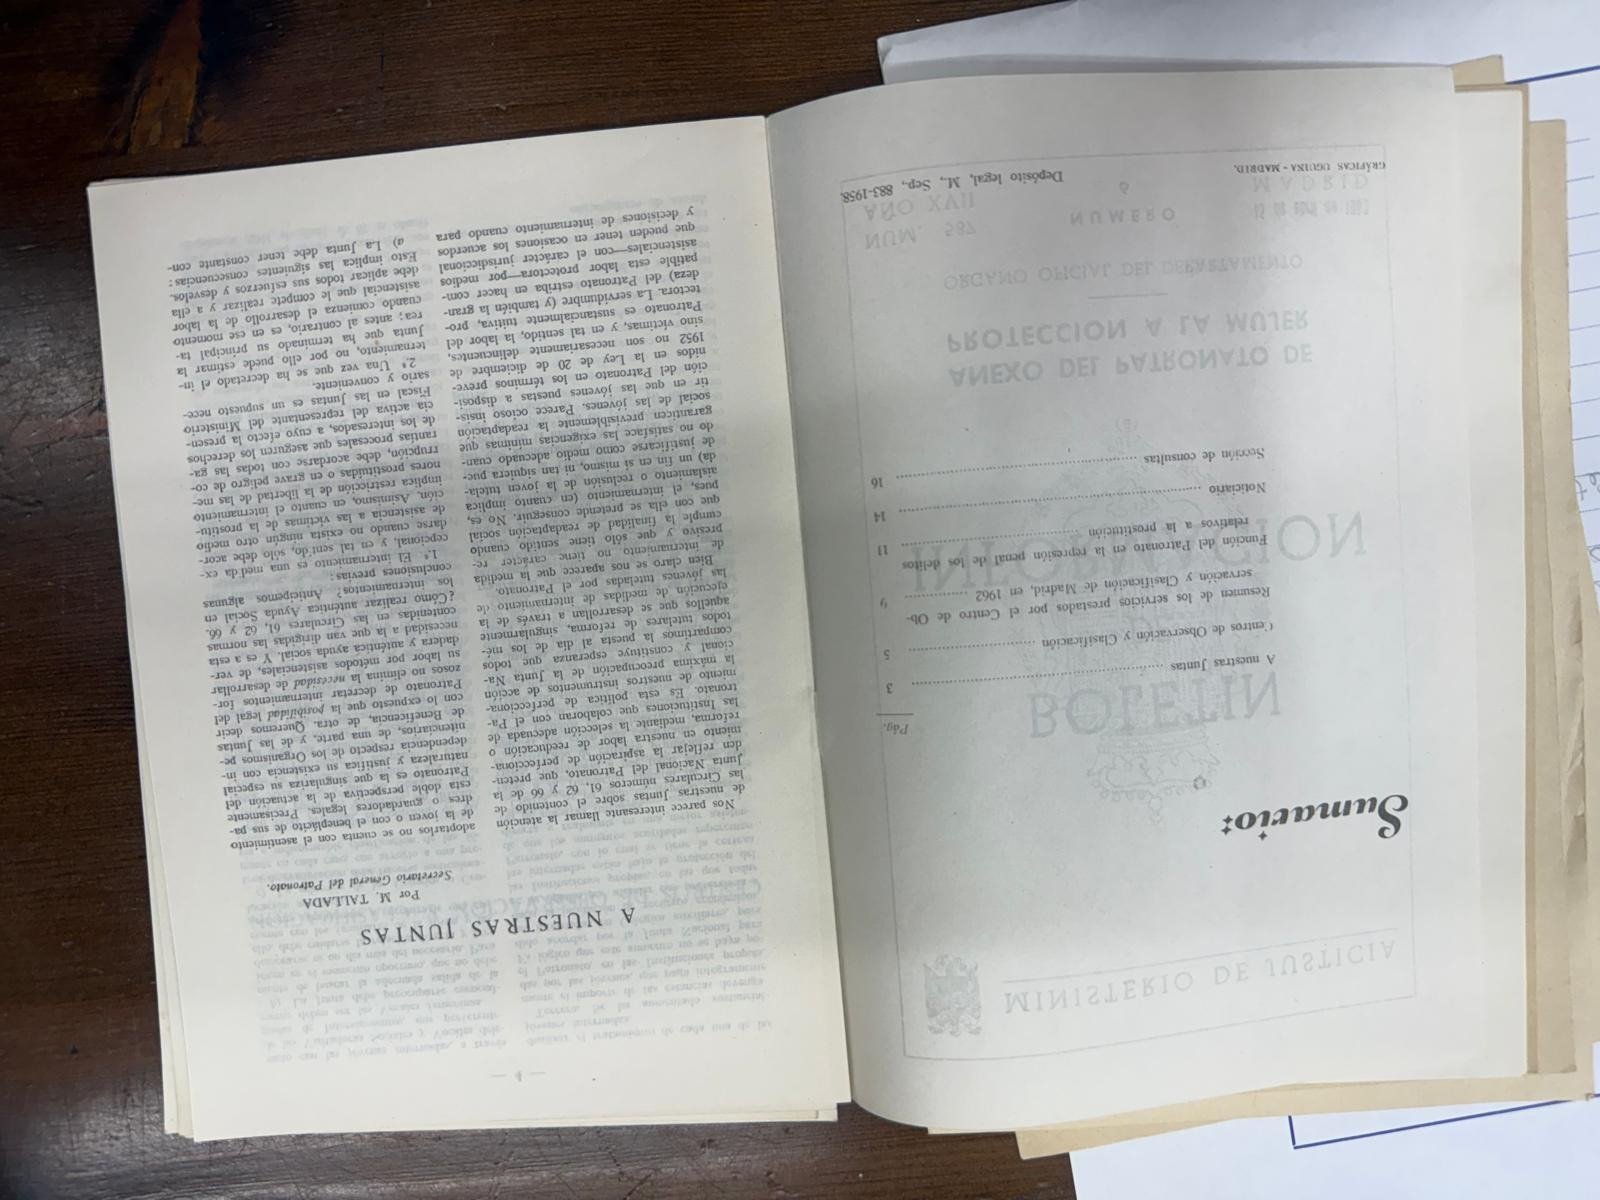 Sumario:
Pág.
A nuestras Juntas ........ 3
Centros de Observación y Clasificación ........ 5
Resumen de los servicios prestados por el Centro de Ob-
servación y Clasificación de Madrid, en 1962 ........ 9
Función del Patronato en la represión penal de los delitos
relativos a la prostitución ........ 11
Noticiario ........ 14
Sección de consultas ........ 16
Depósito legal, M., Sep., 883-1958.
GRÁFICAS UGUINA - MADRID.
A NUESTRAS JUNTAS
Por M. TALLADA
Secretario General del Patronato.
Nos parece interesante llamar la atención
de nuestras Juntas sobre el contenido de
las Circulares números 61, 62 y 66 de la
Junta Nacional del Patronato, que preten-
den reflejar la aspiración de perfecciona-
miento en nuestra labor de reeducación o
reforma, mediante la selección adecuada de
las Instituciones que colaboran con el Pa-
tronato. Es esta política de perfecciona-
miento de nuestros instrumentos de acción
la máxima preocupación de la Junta Na-
cional y constituye esperanza que todos
compartimos la puesta al día de los mé-
todos tutelares de reforma, singularmente
aquellos que se desarrollan a través de la
ejecución de medidas de internamiento de
las jóvenes tuteladas por el Patronato.
Bien claro se nos aparece que la medida
de internamiento no tiene carácter re-
presivo y que sólo tiene sentido cuando
cumple la finalidad de readaptación social
que con ella se pretende conseguir. No es,
pues, el internamiento (en cuanto implica
aislamiento o reclusión de la joven tutela-
da) un fin en sí mismo, ni tan siquiera pue-
de justificarse como medio adecuado cuan-
do no satisface las exigencias mínimas que
garanticen previsiblemente la readaptación
social de las jóvenes. Parece ocioso insis-
tir en que las jóvenes puestas a disposi-
ción del Patronato en los términos preve-
nidos en la Ley de 20 de diciembre de
1952 no son necesariamente delincuentes,
sino víctimas, y en tal sentido, la labor del
Patronato es sustancialmente tuitiva, pro-
tectora. La servidumbre (y también la gran-
deza) del Patronato estriba en hacer com-
patible esta labor protectora—por medios
asistenciales—con el carácter jurisdiccional
que pueden tener en ocasiones los acuerdos
y decisiones de internamiento cuando para
adoptarlos no se cuenta con el asentimiento
de la joven o con el beneplácito de sus pa-
dres o guardadores legales. Precisamente
esta doble perspectiva de la actuación del
Patronato es la que singulariza su especial
naturaleza y justifica su existencia con in-
dependencia respecto de los Organismos pe-
nitenciarios, de una parte, y de las Juntas
de Beneficencia, de otra. Queremos decir
con lo expuesto que la posibilidad legal del
Patronato de decretar internamientos for-
zosos no elimina la necesidad de desarrollar
su labor por métodos asistenciales, de ver-
dadera y auténtica ayuda social. Y es a esta
necesidad a la que van dirigidas las normas
contenidas en las Circulares 61, 62 y 66.
¿Cómo realizar auténtica Ayuda Social en
los internamientos? Anticipemos algunas
conclusiones previas:
1.ª El internamiento es una medida ex-
cepcional, y en tal sentido, sólo debe acor-
darse cuando no exista ningún otro medio
de asistencia a las víctimas de la prostitu-
ción. Asimismo, en cuanto el internamiento
implica restricción de la libertad de las me-
nores prostituidas o en grave peligro de co-
rrupción, debe acordarse con todas las ga-
rantías procesales que aseguren los derechos
de los interesados, a cuyo efecto la presen-
cia activa del representante del Ministerio
Fiscal en las Juntas es un supuesto nece-
sario y conveniente.
2.ª Una vez que se ha decretado el in-
ternamiento, no por ello puede estimar la
Junta que ha terminado su principal ta-
rea; antes al contrario, es en ese momento
cuando comienza el desarrollo de la labor
asistencial que le compete realizar y a ella
debe aplicar todos sus esfuerzos y desvelos.
Esto implica las siguientes consecuencias:
a) La Junta debe tener constante con-